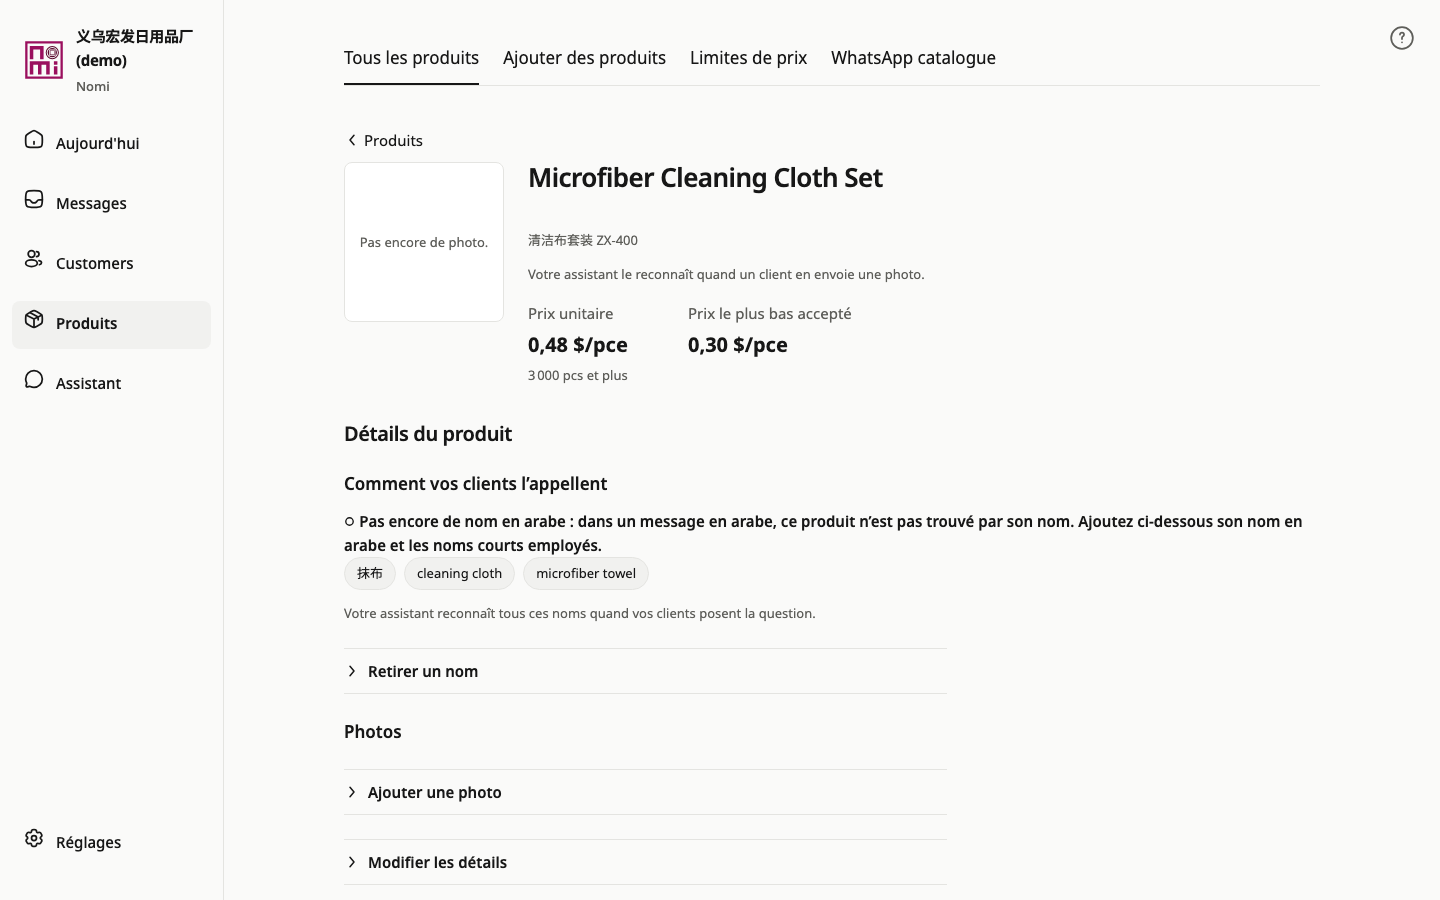 义乌宏发日用品厂
(demo)
Nomi
Aujourd'hui
Messages
Customers
Produits
Assistant
Réglages
Tous les produits
Ajouter des produits
Limites de prix
WhatsApp catalogue
Produits
Pas encore de photo.
Microfiber Cleaning Cloth Set
清洁布套装 ZX-400
Votre assistant le reconnaît quand un client en envoie une photo.
Prix unitaire
0,48 $/pce
3 000 pcs et plus
Prix le plus bas accepté
0,30 $/pce
Détails du produit
Comment vos clients l’appellent
Pas encore de nom en arabe : dans un message en arabe, ce produit n’est pas trouvé par son nom. Ajoutez ci-dessous son nom en
arabe et les noms courts employés.
抹布
cleaning cloth
microfiber towel
Votre assistant reconnaît tous ces noms quand vos clients posent la question.
Retirer un nom
Photos
Ajouter une photo
Modifier les détails